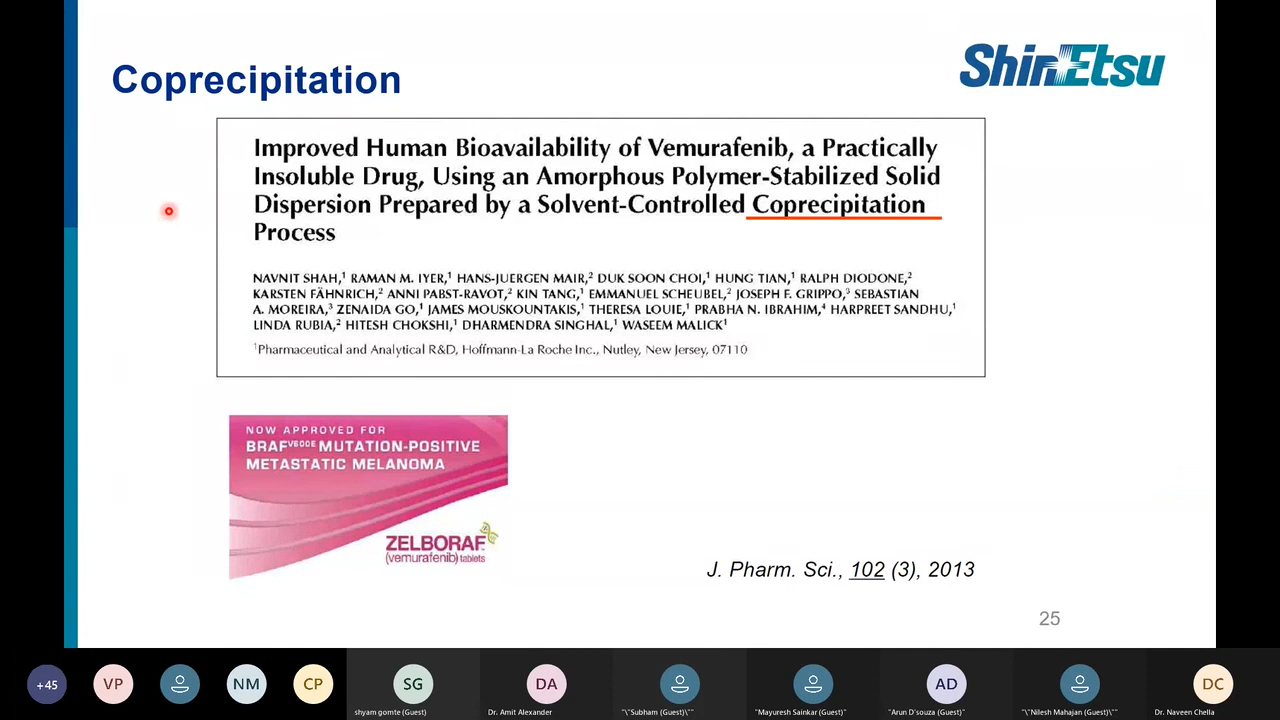 Coprecipitation
ShinEtsu
Improved Human Bioavailability of Vemurafenib, a Practically
Insoluble Drug, Using an Amorphous Polymer-Stabilized Solid
Dispersion Prepared by a Solvent-Controlled Coprecipitation
Process
NAVNIT SHAH,¹ RAMAN M. IYER,¹ HANS-JUERGEN MAIR,² DUK SOON CHOI,¹ HUNG TIAN,¹ RALPH DIODONE,²
KARSTEN FÄHNRICH,² ANNI PABST-RAVOT,² KIN TANG,¹ EMMANUEL SCHEUBEL,² JOSEPH F. GRIPPO,³ SEBASTIAN
A. MOREIRA,³ ZENAIDA GO,¹ JAMES MOUSKOUNTAKIS,¹ THERESA LOUIE,¹ PRABHA N. IBRAHIM,⁴ HARPREET SANDHU,¹
LINDA RUBIA,² HITESH CHOKSHI,¹ DHARMENDRA SINGHAL,¹ WASEEM MALICK¹
¹Pharmaceutical and Analytical R&D, Hoffmann-La Roche Inc., Nutley, New Jersey, 07110
NOW APPROVED FOR
BRAFV600E MUTATION-POSITIVE
METASTATIC MELANOMA
ZELBORAF™
(vemurafenib) tablets
J. Pharm. Sci., 102 (3), 2013
25
+45
VP
NM
CP
SG
DA
AD
DC
shyam gomte (Guest)
Dr. Amit Alexander
"\"Subham (Guest)\""
"Mayuresh Sainkar (Guest)"
"Arun D'souza (Guest)"
"\"Nilesh Mahajan (Guest)\""
Dr. Naveen Chella